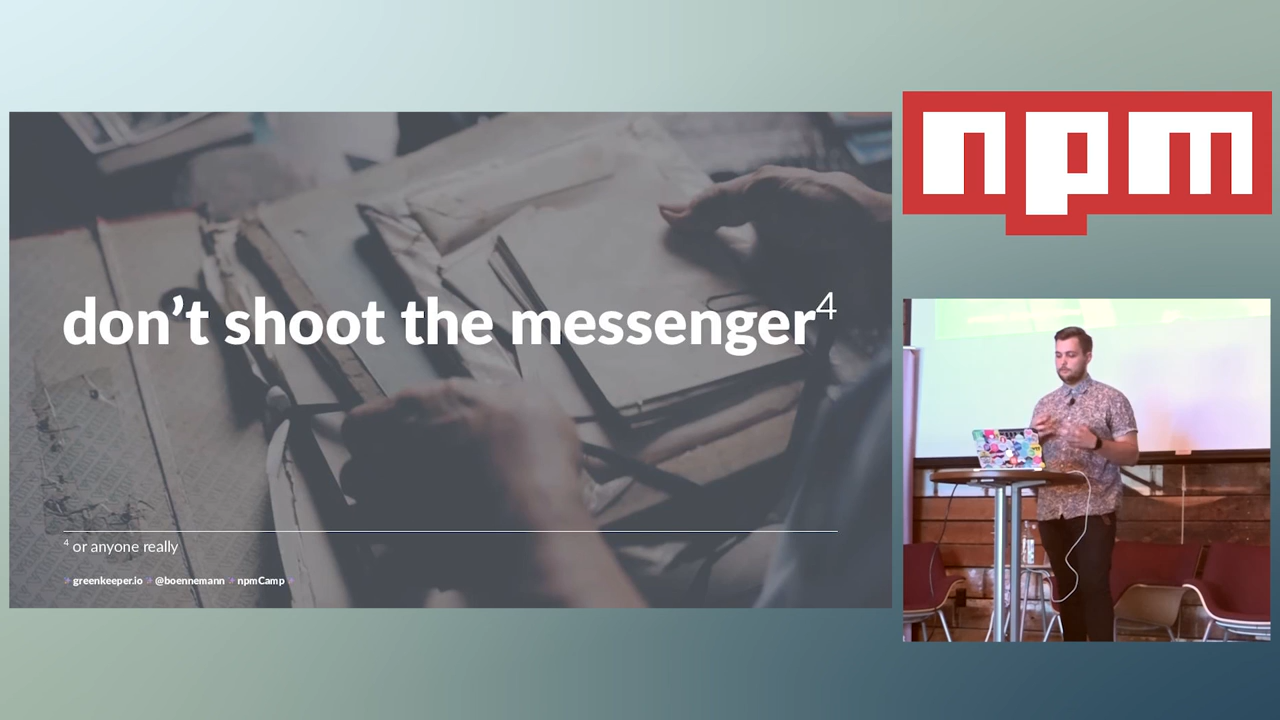 don’t shoot the messenger4
4 or anyone really
greenkeeper.io @boennemann npmCamp
npm